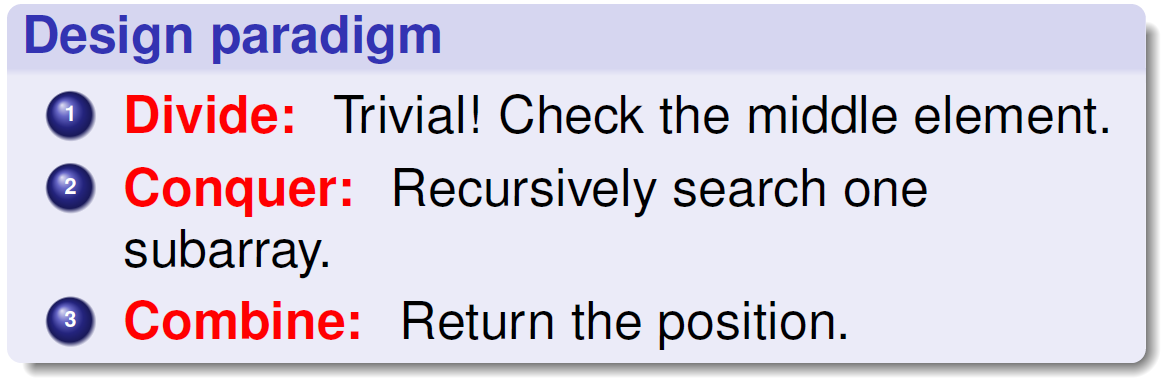 Design paradigm
1 Divide: Trivial! Check the middle element.
2 Conquer: Recursively search one
subarray.
3 Combine: Return the position.